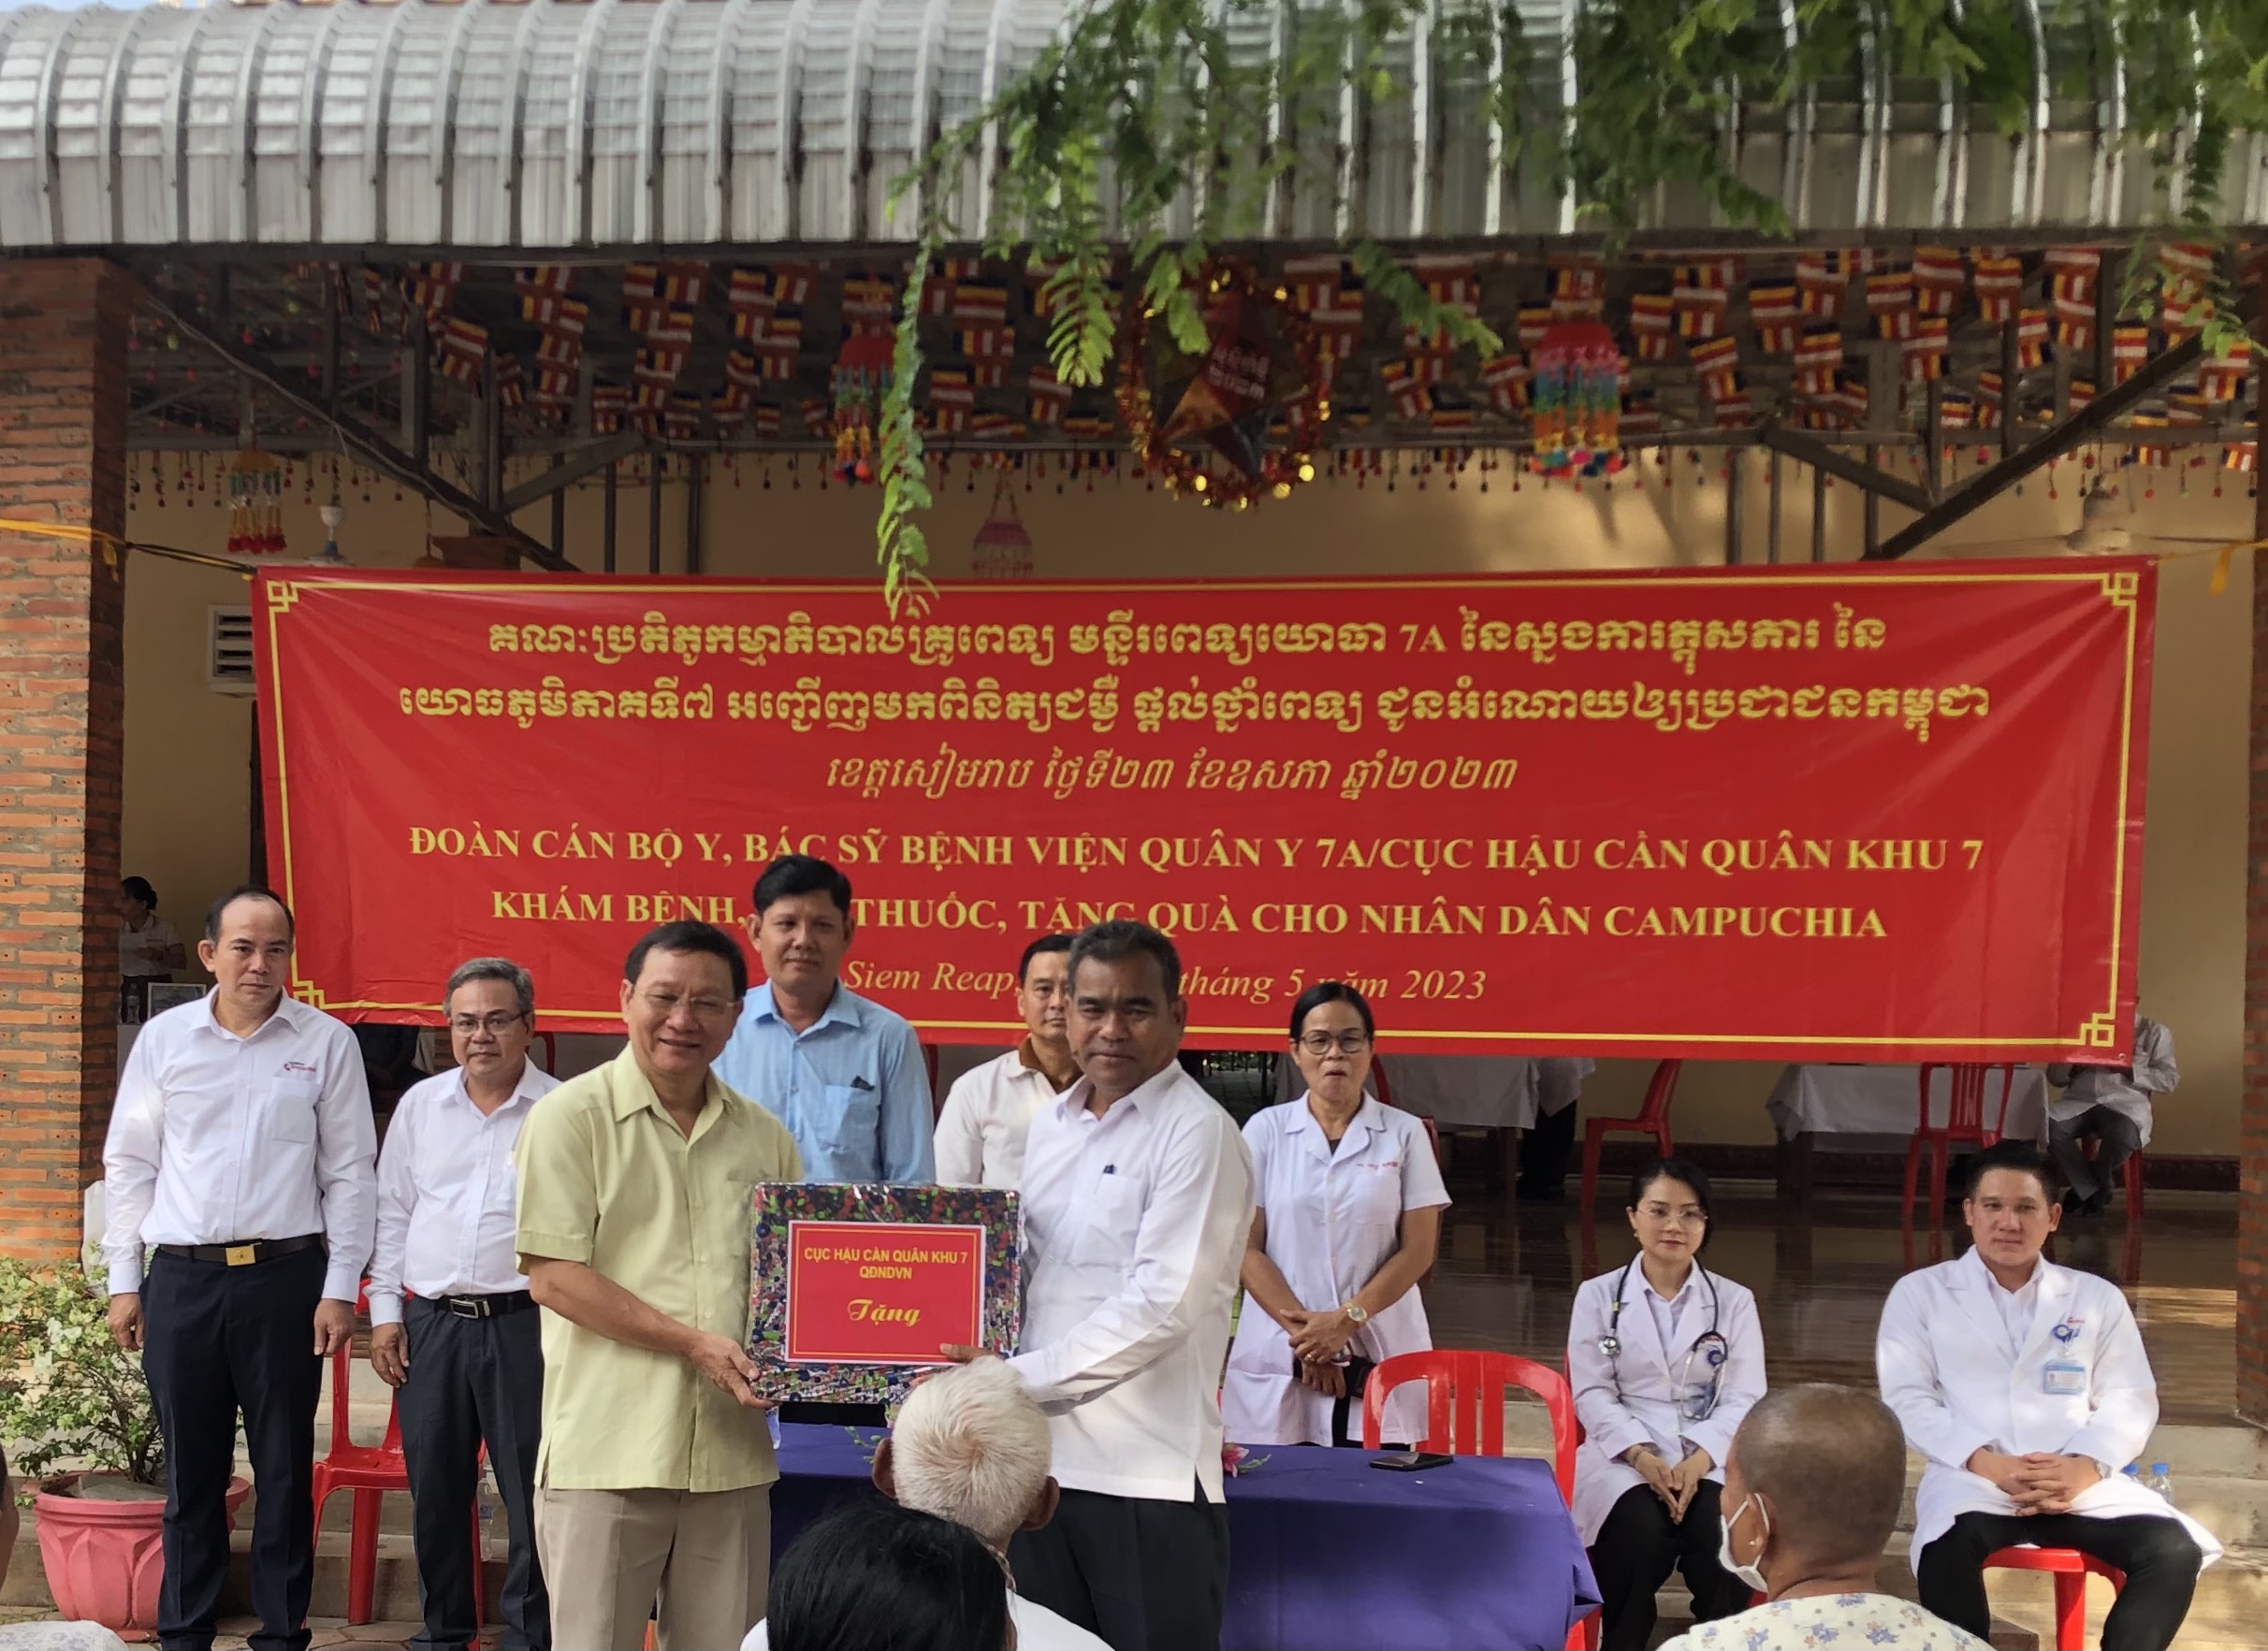 គណៈប្រតិភូកម្មាភិបាលគ្រូពេទ្យ មន្ទីរពេទ្យយោធា 7A នៃស្នងការភ្ស្តុសភារ នៃ
យោធភូមិភាគទី៧ អញ្ជើញមកពិនិត្យជម្ងឺ ផ្តល់ថ្នាំពេទ្យ ជូនអំណោយឲ្យប្រជាជនកម្ពុជា
ខេត្តសៀមរាប ថ្ងៃទី២៣ ខែឧសភា ឆ្នាំ២០២៣
ĐOÀN CÁN BỘ Y, BÁC SỸ BỆNH VIỆN QUÂN Y 7A/CỤC HẬU CẦN QUÂN KHU 7
KHÁM BỆNH, THUỐC, TẶNG QUÀ CHO NHÂN DÂN CAMPUCHIA
Siem Reap, tháng 5 năm 2023
CỤC HẬU CẦN QUÂN KHU 7
QĐNDVN
Tặng